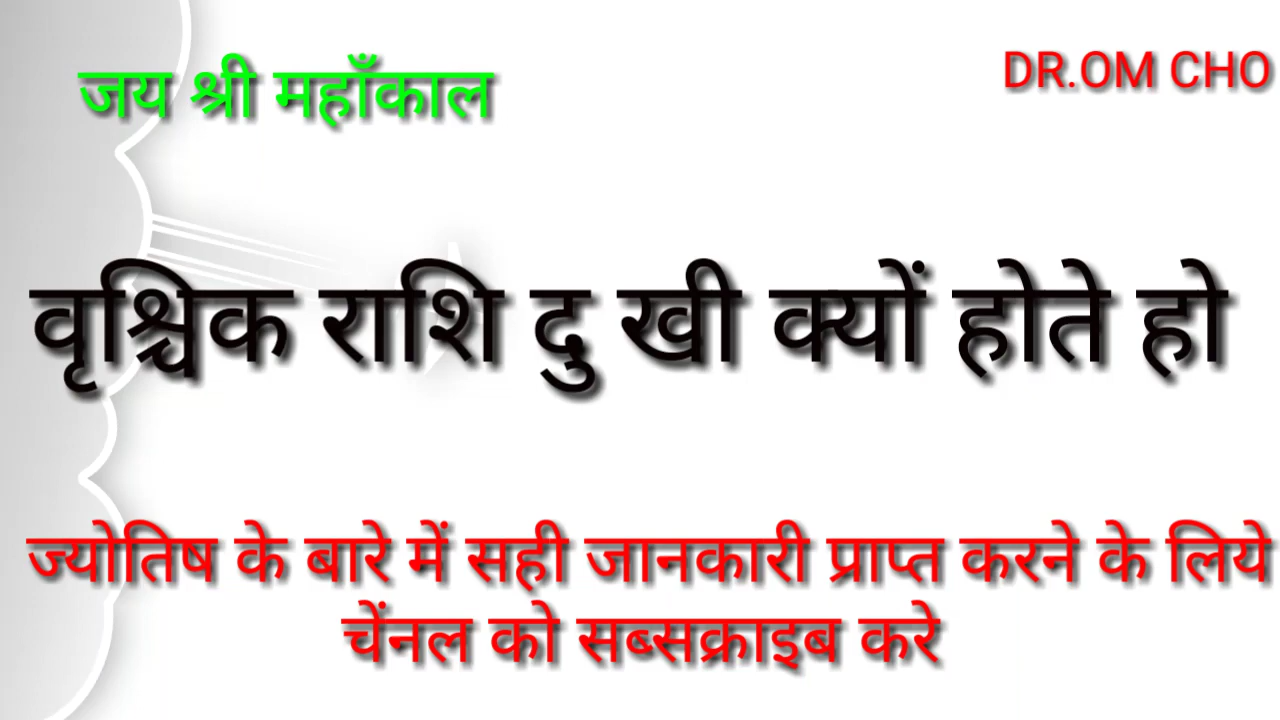 जय श्री महाँकाल
DR.OM CHO
वृश्चिक राशि दु खी क्यों होते हो
ज्योतिष के बारे में सही जानकारी प्राप्त करने के लिये
चेंनल को सब्सक्राइब करे